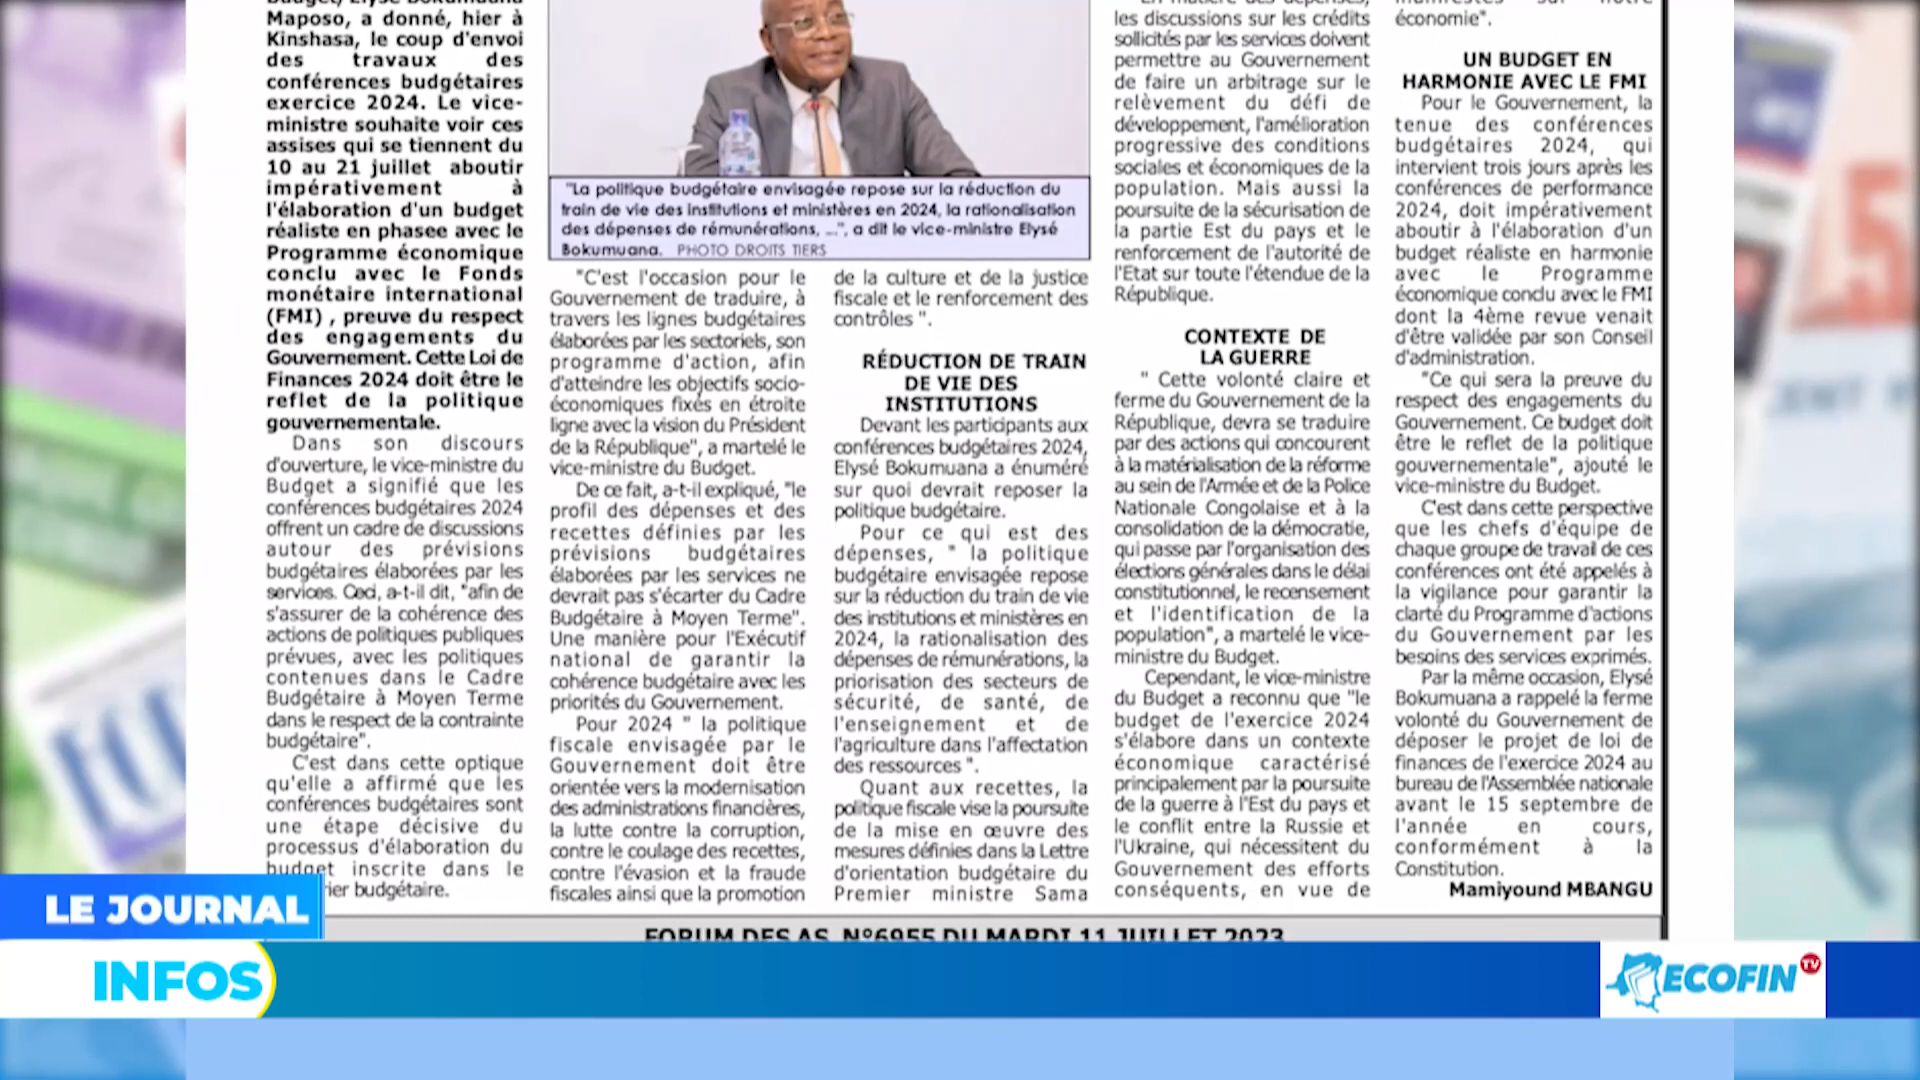 Budget, Elysé Bokumuana
Maposo, a donné, hier à
Kinshasa, le coup d'envoi
des travaux des
conférences budgétaires
exercice 2024. Le vice-
ministre souhaite voir ces
assises qui se tiennent du
10 au 21 juillet aboutir
impérativement à
l'élaboration d'un budget
réaliste en phasee avec le
Programme économique
conclu avec le Fonds
monétaire international
(FMI) , preuve du respect
des engagements du
Gouvernement. Cette Loi de
Finances 2024 doit être le
reflet de la politique
gouvernementale.
Dans son discours
d'ouverture, le vice-ministre du
Budget a signifié que les
conférences budgétaires 2024
offrent un cadre de discussions
autour des prévisions
budgétaires élaborées par les
services. Ceci, a-t-il dit, "afin de
s'assurer de la cohérence des
actions de politiques publiques
prévues, avec les politiques
contenues dans le Cadre
Budgétaire à Moyen Terme
dans le respect de la contrainte
budgétaire".
C'est dans cette optique
qu'elle a affirmé que les
conférences budgétaires sont
une étape décisive du
processus d'élaboration du
budget inscrite dans le
rier budgétaire.
"La politique budgétaire envisagée repose sur la réduction du
train de vie des institutions et ministères en 2024, la rationalisation
des dépenses de rémunérations, ...", a dit le vice-ministre Elysé
Bokumuana. PHOTO DROITS TIERS
"C'est l'occasion pour le
Gouvernement de traduire, à
travers les lignes budgétaires
élaborées par les sectoriels, son
programme d'action, afin
d'atteindre les objectifs socio-
économiques fixés en étroite
ligne avec la vision du Président
de la République", a martelé le
vice-ministre du Budget.
De ce fait, a-t-il expliqué, "le
profil des dépenses et des
recettes définies par les
prévisions budgétaires
élaborées par les services ne
devrait pas s'écarter du Cadre
Budgétaire à Moyen Terme".
Une manière pour l'Exécutif
national de garantir la
cohérence budgétaire avec les
priorités du Gouvernement.
Pour 2024 " la politique
fiscale envisagée par le
Gouvernement doit être
orientée vers la modernisation
des administrations financières,
la lutte contre la corruption,
contre le coulage des recettes,
contre l'évasion et la fraude
fiscales ainsi que la promotion
de la culture et de la justice
fiscale et le renforcement des
contrôles ".
RÉDUCTION DE TRAIN
DE VIE DES
INSTITUTIONS
Devant les participants aux
conférences budgétaires 2024,
Elysé Bokumuana a énuméré
sur quoi devrait reposer la
politique budgétaire.
Pour ce qui est des
dépenses, " la politique
budgétaire envisagée repose
sur la réduction du train de vie
des institutions et ministères en
2024, la rationalisation des
dépenses de rémunérations, la
priorisation des secteurs de
sécurité, de santé, de
l'enseignement et de
l'agriculture dans l'affectation
des ressources ".
Quant aux recettes, la
politique fiscale vise la poursuite
de la mise en œuvre des
mesures définies dans la Lettre
d'orientation budgétaire du
Premier ministre Sama
En matière des dépenses,
les discussions sur les crédits
sollicités par les services doivent
permettre au Gouvernement
de faire un arbitrage sur le
relèvement du défi de
développement, l'amélioration
progressive des conditions
sociales et économiques de la
population. Mais aussi la
poursuite de la sécurisation de
la partie Est du pays et le
renforcement de l'autorité de
l'Etat sur toute l'étendue de la
République.
CONTEXTE DE
LA GUERRE
" Cette volonté claire et
ferme du Gouvernement de la
République, devra se traduire
par des actions qui concourent
à la matérialisation de la réforme
au sein de l'Armée et de la Police
Nationale Congolaise et à la
consolidation de la démocratie,
qui passe par l'organisation des
élections générales dans le délai
constitutionnel, le recensement
et l'identification de la
population", a martelé le vice-
ministre du Budget.
Cependant, le vice-ministre
du Budget a reconnu que "le
budget de l'exercice 2024
s'élabore dans un contexte
économique caractérisé
principalement par la poursuite
de la guerre à l'Est du pays et
le conflit entre la Russie et
l'Ukraine, qui nécessitent du
Gouvernement des efforts
conséquents, en vue de
manifestes sur notre
économie".
UN BUDGET EN
HARMONIE AVEC LE FMI
Pour le Gouvernement, la
tenue des conférences
budgétaires 2024, qui
intervient trois jours après les
conférences de performance
2024, doit impérativement
aboutir à l'élaboration d'un
budget réaliste en harmonie
avec le Programme
économique conclu avec le FMI
dont la 4ème revue venait
d'être validée par son Conseil
d'administration.
"Ce qui sera la preuve du
respect des engagements du
Gouvernement. Ce budget doit
être le reflet de la politique
gouvernementale", ajouté le
vice-ministre du Budget.
C'est dans cette perspective
que les chefs d'équipe de
chaque groupe de travail de ces
conférences ont été appelés à
la vigilance pour garantir la
clarté du Programme d'actions
du Gouvernement par les
besoins des services exprimés.
Par la même occasion, Elysé
Bokumuana a rappelé la ferme
volonté du Gouvernement de
déposer le projet de loi de
finances de l'exercice 2024 au
bureau de l'Assemblée nationale
avant le 15 septembre de
l'année en cours,
conformément à la
Constitution.
Mamiyound MBANGU
FORUM DES AS N°6955 DU MARDI 11 JUILLET 2023
LE JOURNAL
INFOS
ECOFIN TV